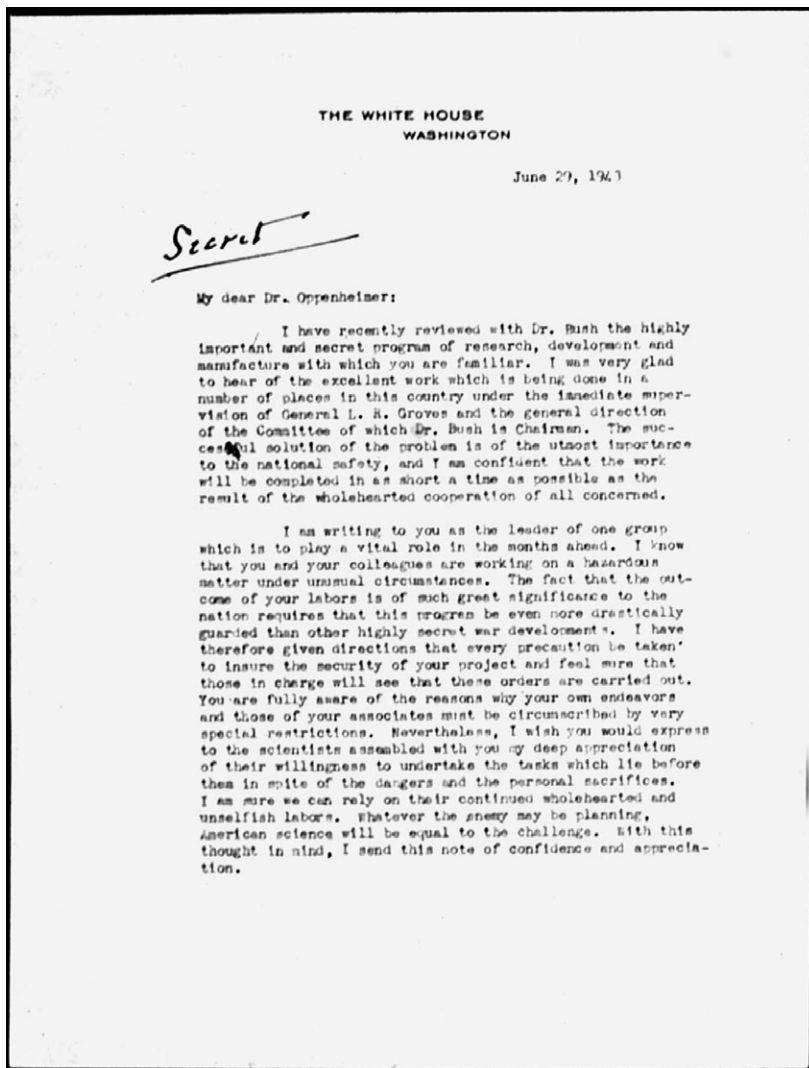 THE WHITE HOUSE
WASHINGTON
June 29, 1943
Secret
My dear Dr. Oppenheimer:
I have recently reviewed with Dr. Bush the highly
important and secret program of research, development and
manufacture with which you are familiar. I was very glad
to hear of the excellent work which is being done in a
number of places in this country under the immediate super-
vision of General L. R. Groves and the general direction
of the Committee of which Dr. Bush is Chairman. The suc-
cessful solution of the problem is of the utmost importance
to the national safety, and I am confident that the work
will be completed in as short a time as possible as the
result of the wholehearted cooperation of all concerned.
I am writing to you as the leader of one group
which is to play a vital role in the months ahead. I know
that you and your colleagues are working on a hazardous
matter under unusual circumstances. The fact that the out-
come of your labors is of such great significance to the
nation requires that this program be even more drastically
guarded than other highly secret war developments. I have
therefore given directions that every precaution be taken
to insure the security of your project and feel sure that
those in charge will see that these orders are carried out.
You are fully aware of the reasons why your own endeavors
and those of your associates must be circumscribed by very
special restrictions. Nevertheless, I wish you would express
to the scientists assembled with you my deep appreciation
of their willingness to undertake the tasks which lie before
them in spite of the dangers and the personal sacrifices.
I am sure we can rely on their continued wholehearted and
unselfish labors. Whatever the enemy may be planning,
American science will be equal to the challenge. With this
thought in mind, I send this note of confidence and apprecia-
tion.